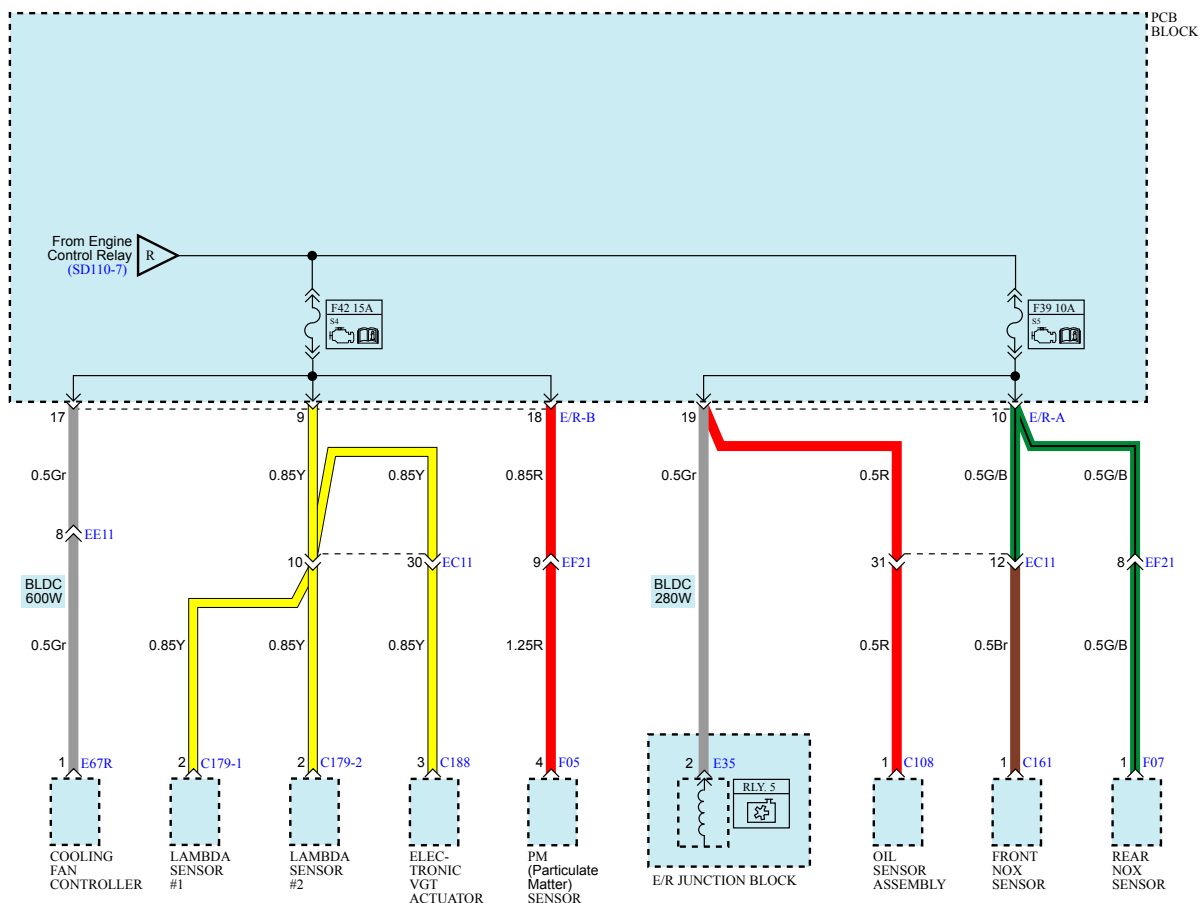 PCB
BLOCK
From Engine
Control Relay
(SD110-7)
R
F42 15A
S4
F39 10A
S5
17
9
18
E/R-B
19
10
E/R-A
0.5Gr
0.85Y
0.85Y
0.85R
0.5Gr
0.5R
0.5G/B
0.5G/B
8
EE11
10
30
EC11
9
EF21
31
12
EC11
8
EF21
BLDC
600W
BLDC
280W
0.5Gr
0.85Y
0.85Y
0.85Y
1.25R
0.5R
0.5Br
0.5G/B
1
E67R
2
C179-1
2
C179-2
3
C188
4
F05
2
E35
1
C108
1
C161
1
F07
RLY. 5
COOLING
FAN
CONTROLLER
LAMBDA
SENSOR
#1
LAMBDA
SENSOR
#2
ELEC-
TRONIC
VGT
ACTUATOR
PM
(Particulate
Matter)
SENSOR
E/R JUNCTION BLOCK
OIL
SENSOR
ASSEMBLY
FRONT
NOX
SENSOR
REAR
NOX
SENSOR